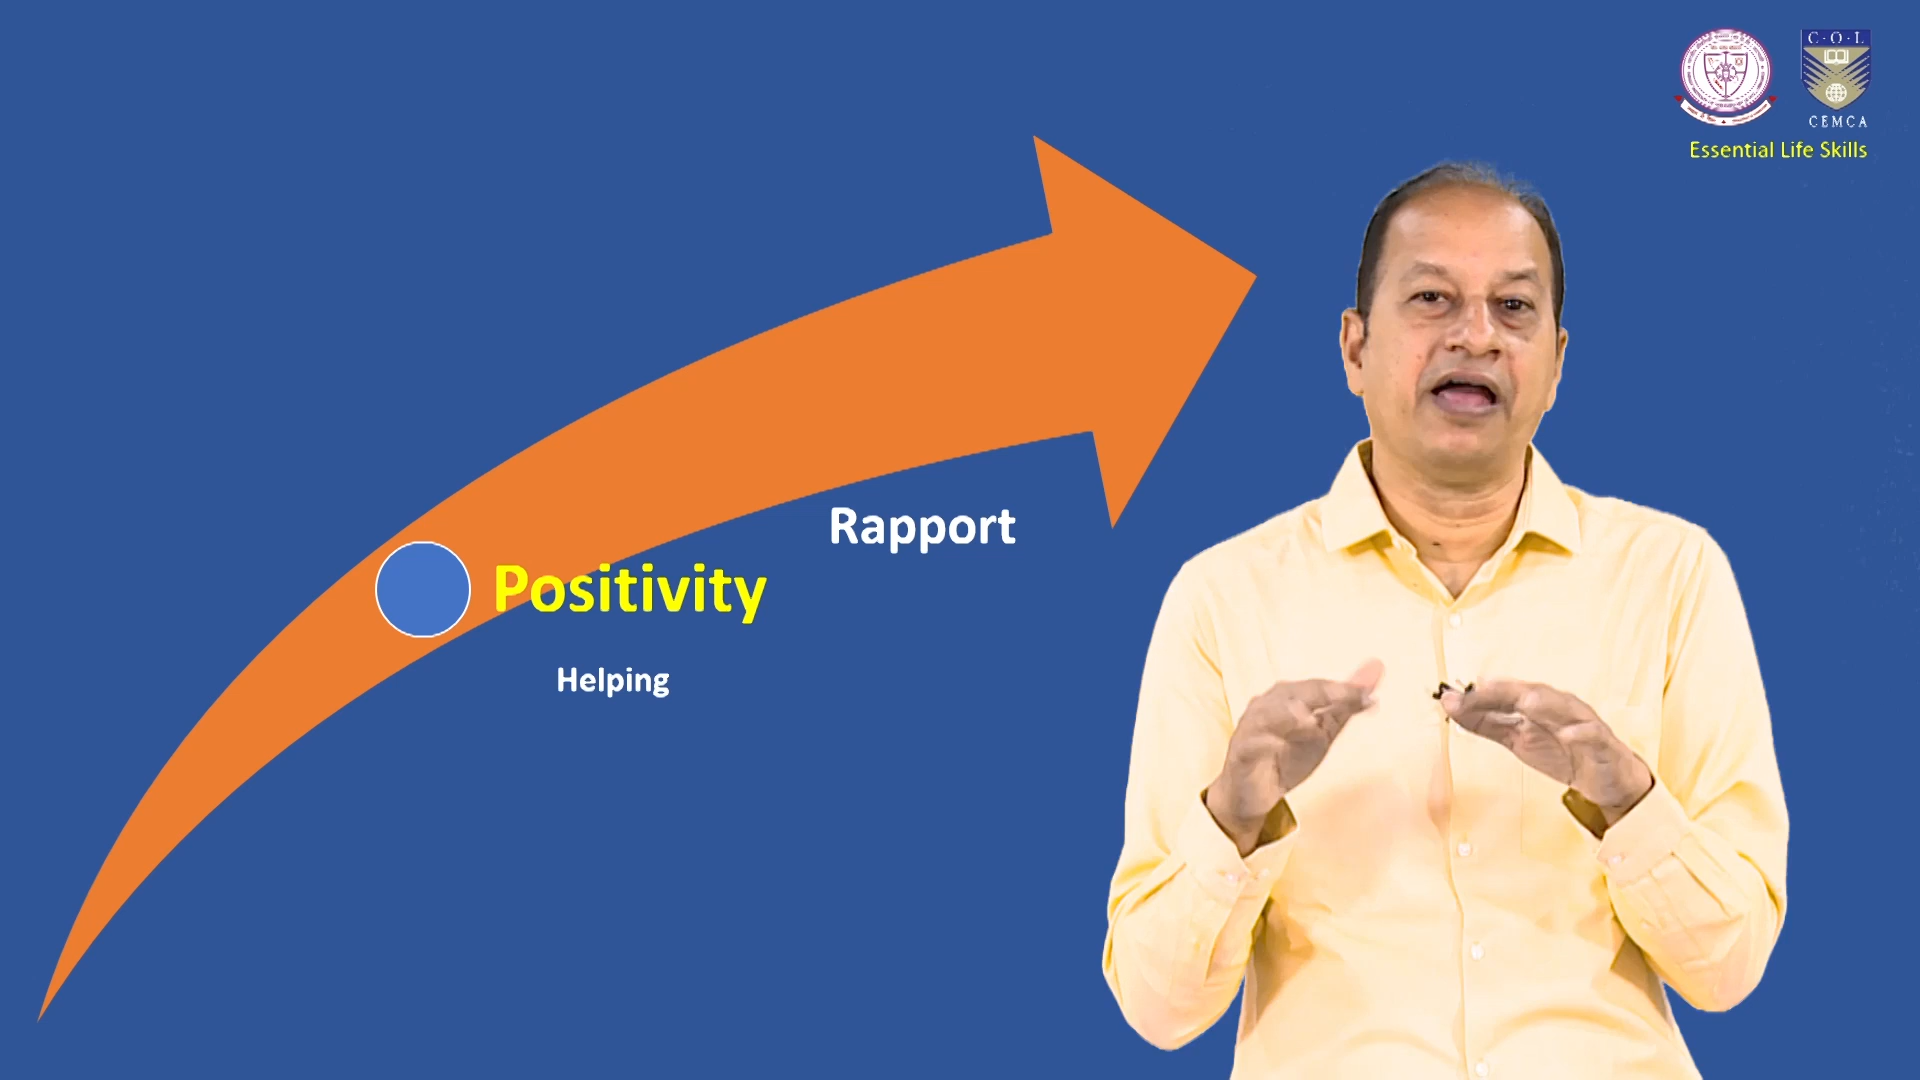 C·O·L
CEMCA
Essential Life Skills
Rapport
Positivity
Helping